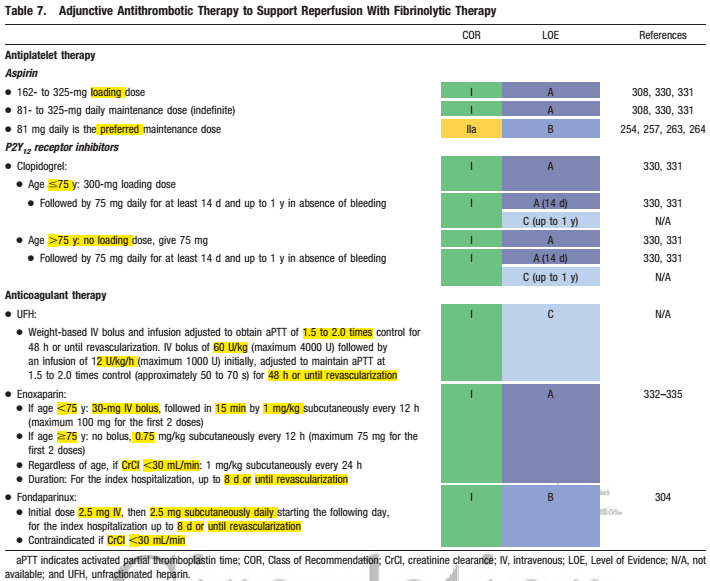 Table 7. Adjunctive Antithrombotic Therapy to Support Reperfusion With Fibrinolytic Therapy
COR LOE References
Antiplatelet therapy
Aspirin
● 162- to 325-mg loading dose I A 308, 330, 331
● 81- to 325-mg daily maintenance dose (indefinite) I A 308, 330, 331
● 81 mg daily is the preferred maintenance dose IIa B 254, 257, 263, 264
P2Y12 receptor inhibitors
● Clopidogrel: I A 330, 331
● Age ≤75 y: 300-mg loading dose
● Followed by 75 mg daily for at least 14 d and up to 1 y in absence of bleeding I A (14 d) 330, 331
C (up to 1 y) N/A
● Age >75 y: no loading dose, give 75 mg I A 330, 331
● Followed by 75 mg daily for at least 14 d and up to 1 y in absence of bleeding I A (14 d) 330, 331
C (up to 1 y) N/A
Anticoagulant therapy
● UFH: I C N/A
● Weight-based IV bolus and infusion adjusted to obtain aPTT of 1.5 to 2.0 times control for
48 h or until revascularization. IV bolus of 60 U/kg (maximum 4000 U) followed by
an infusion of 12 U/kg/h (maximum 1000 U) initially, adjusted to maintain aPTT at
1.5 to 2.0 times control (approximately 50 to 70 s) for 48 h or until revascularization
● Enoxaparin: I A 332–335
● If age <75 y: 30-mg IV bolus, followed in 15 min by 1 mg/kg subcutaneously every 12 h
(maximum 100 mg for the first 2 doses)
● If age ≥75 y: no bolus, 0.75 mg/kg subcutaneously every 12 h (maximum 75 mg for the
first 2 doses)
● Regardless of age, if CrCl <30 mL/min: 1 mg/kg subcutaneously every 24 h
● Duration: For the index hospitalization, up to 8 d or until revascularization
● Fondaparinux: I B 304
● Initial dose 2.5 mg IV, then 2.5 mg subcutaneously daily starting the following day,
for the index hospitalization up to 8 d or until revascularization
● Contraindicated if CrCl <30 mL/min
aPTT indicates activated partial thromboplastin time; COR, Class of Recommendation; CrCl, creatinine clearance; IV, intravenous; LOE, Level of Evidence; N/A, not
available; and UFH, unfractionated heparin.